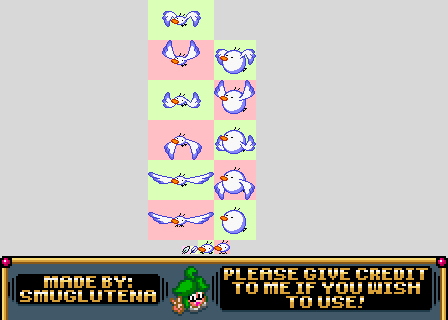 MADE BY:
SMUGLUTENA
PLEASE GIVE CREDIT
TO ME IF YOU WISH
TO USE!